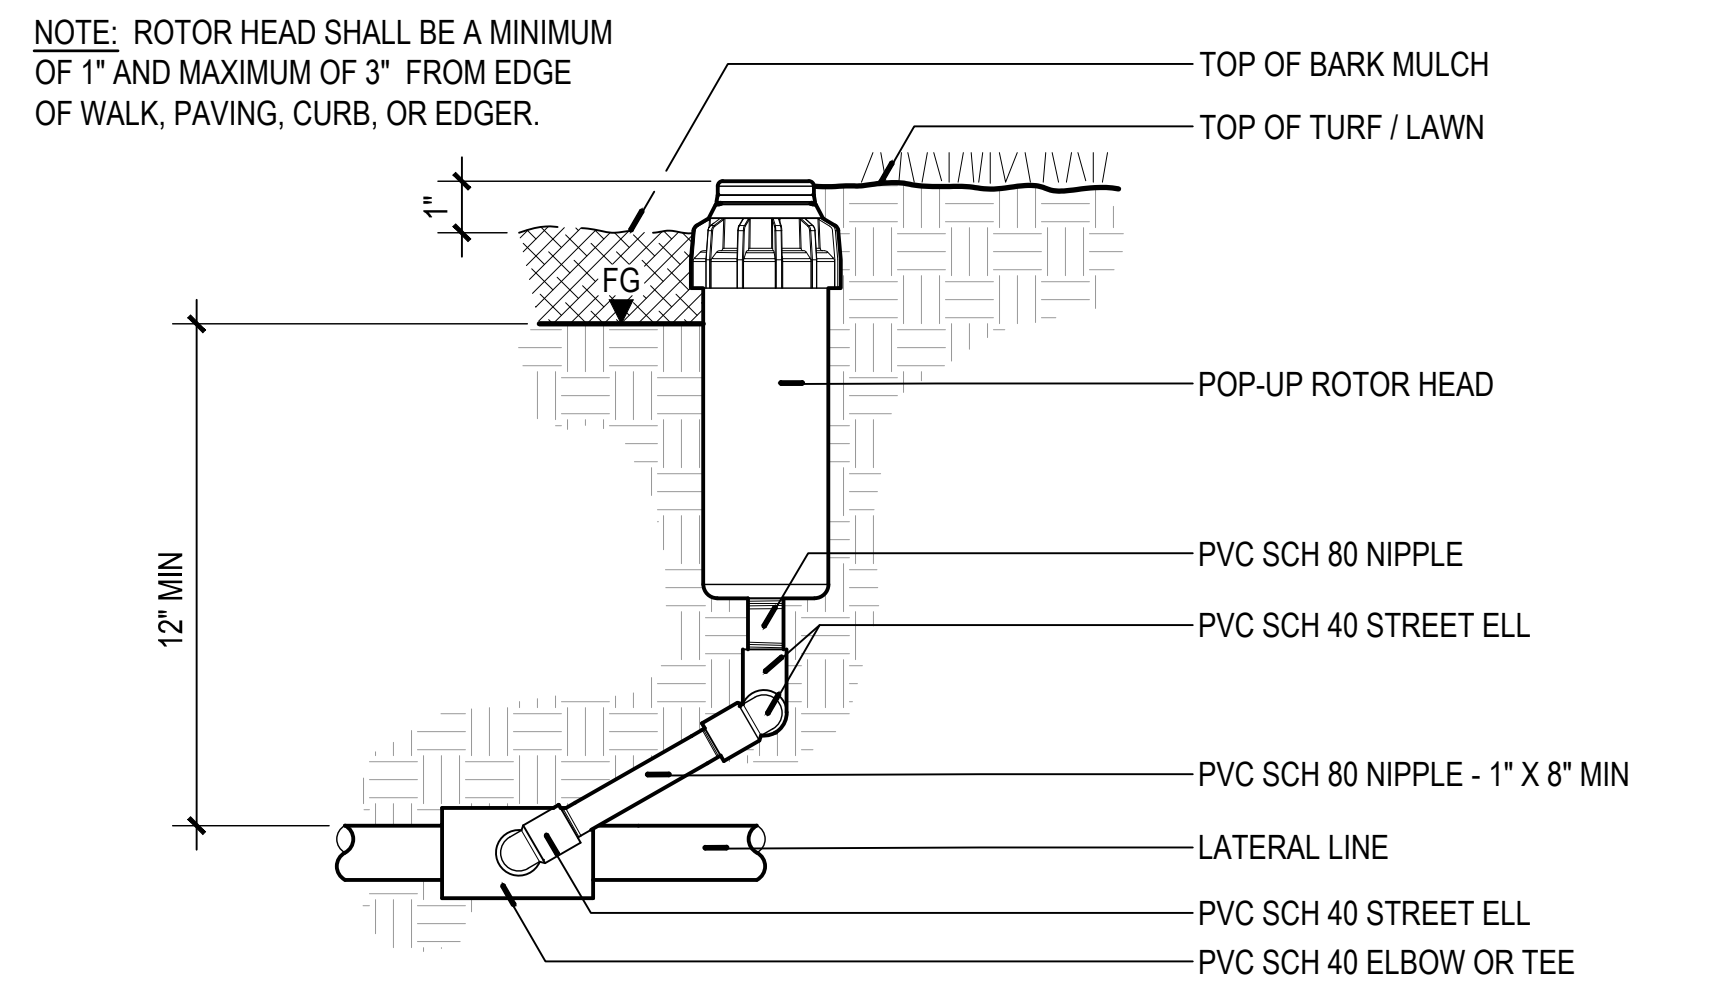 NOTE: ROTOR HEAD SHALL BE A MINIMUM
OF 1" AND MAXIMUM OF 3" FROM EDGE
OF WALK, PAVING, CURB, OR EDGER.
TOP OF BARK MULCH
TOP OF TURF / LAWN
1"
FG
POP-UP ROTOR HEAD
12" MIN
PVC SCH 80 NIPPLE
PVC SCH 40 STREET ELL
PVC SCH 80 NIPPLE - 1" X 8" MIN
LATERAL LINE
PVC SCH 40 STREET ELL
PVC SCH 40 ELBOW OR TEE